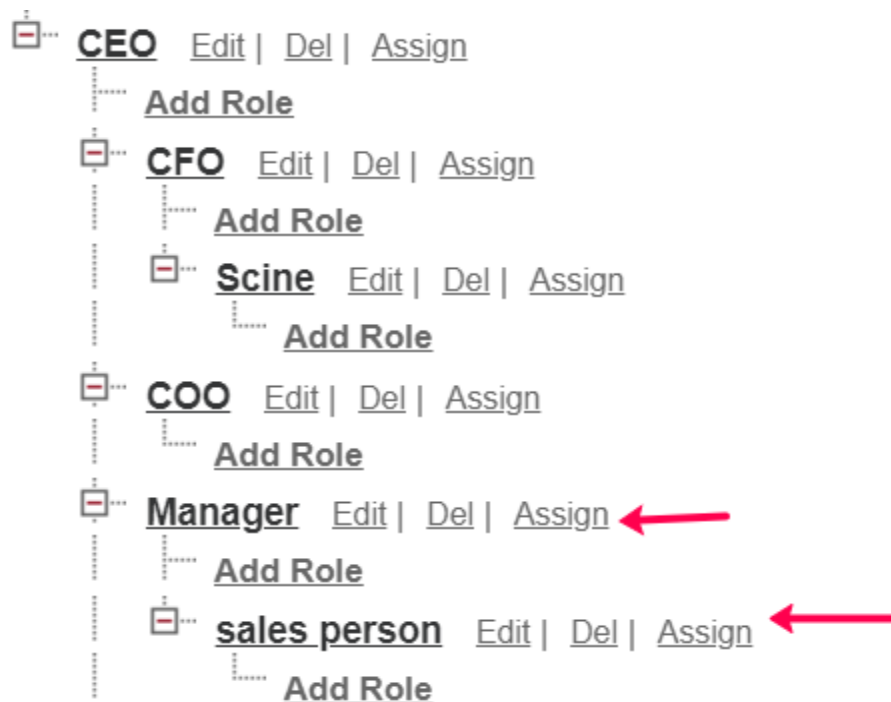 CEO Edit | Del | Assign
Add Role
CFO Edit | Del | Assign
Add Role
Scine Edit | Del | Assign
Add Role
COO Edit | Del | Assign
Add Role
Manager Edit | Del | Assign
Add Role
sales person Edit | Del | Assign
Add Role